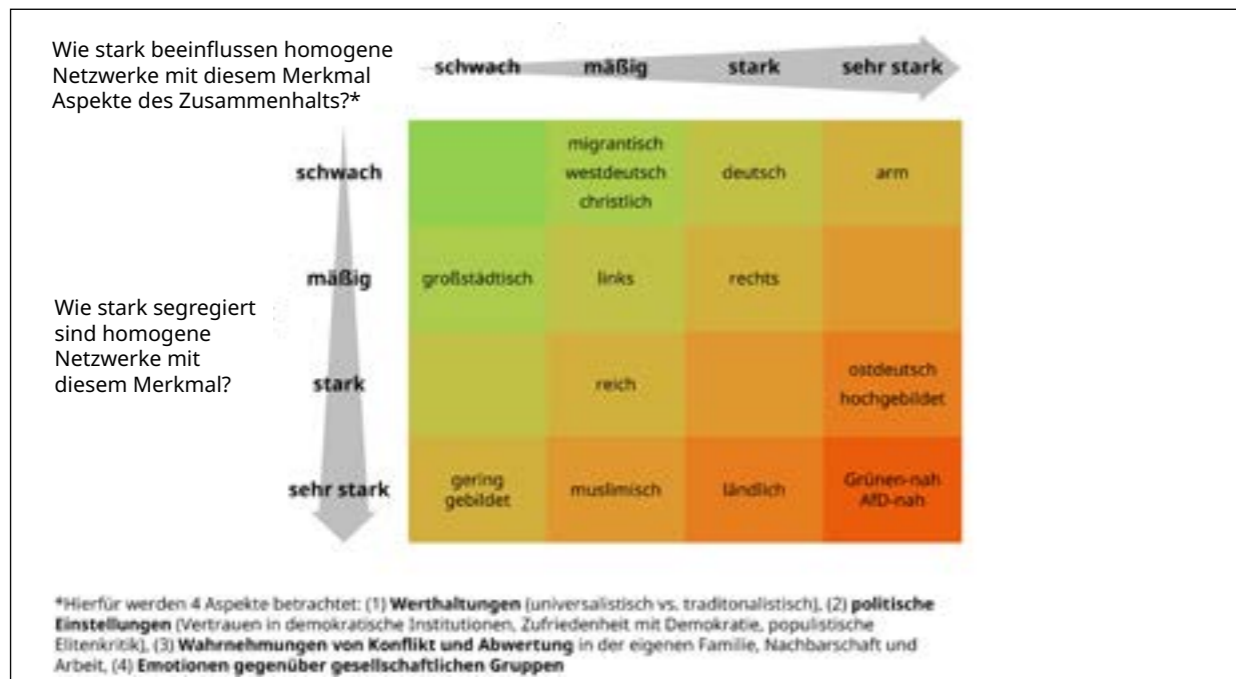 Wie stark beeinflussen homogene
Netzwerke mit diesem Merkmal
Aspekte des Zusammenhalts?*
schwach mäßig stark sehr stark
schwach
migrantisch
westdeutsch
christlich
deutsch
arm
mäßig
großstädtisch
links
rechts
Wie stark segregiert
sind homogene
Netzwerke mit
diesem Merkmal?
stark
reich
ostdeutsch
hochgebildet
sehr stark
gering
gebildet
muslimisch
ländlich
Grünen-nah
AfD-nah
*Hierfür werden 4 Aspekte betrachtet: (1) Werthaltungen (universalistisch vs. traditonalistisch), (2) politische
Einstellungen (Vertrauen in demokratische Institutionen, Zufriedenheit mit Demokratie, populistische
Elitenkritik), (3) Wahrnehmungen von Konflikt und Abwertung in der eigenen Familie, Nachbarschaft und
Arbeit, (4) Emotionen gegenüber gesellschaftlichen Gruppen